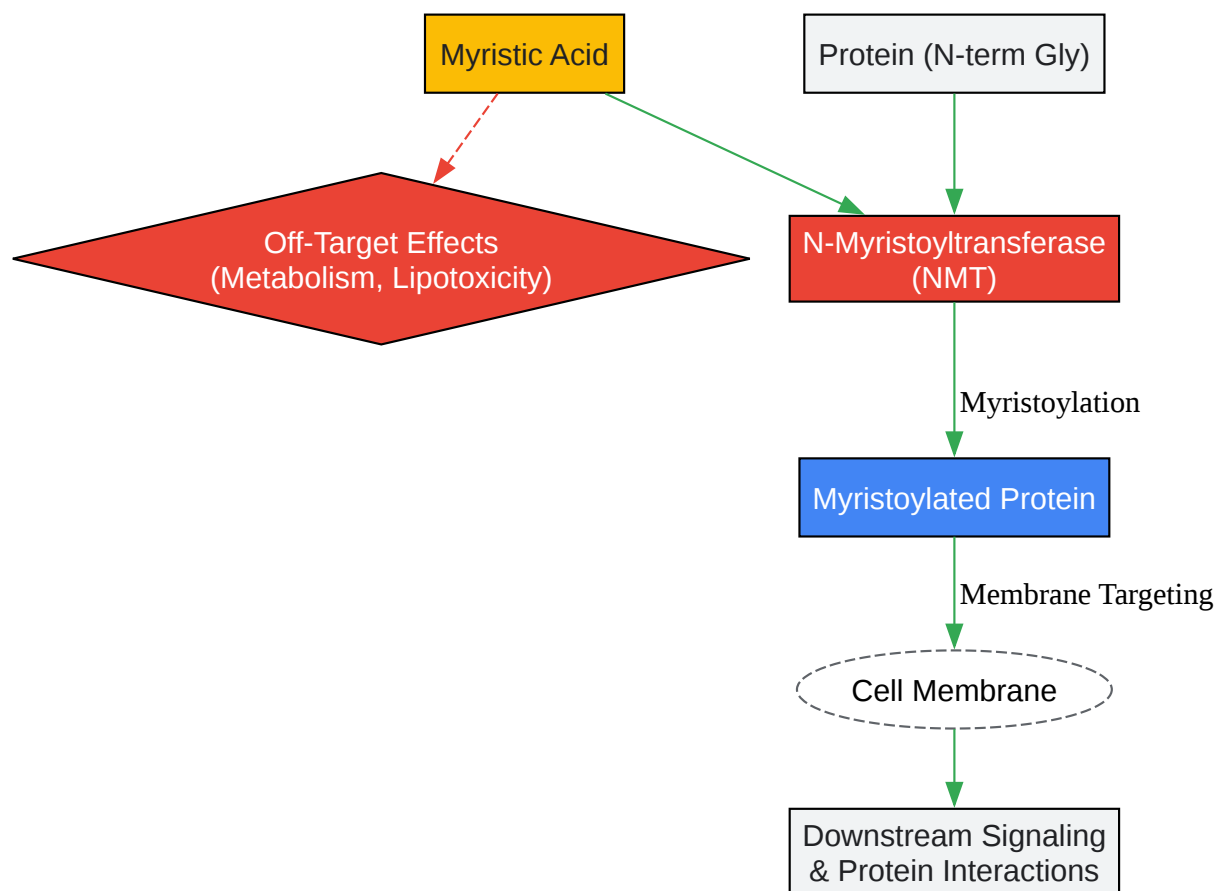 Myristic Acid
Protein (N-term Gly)
Off-Target Effects
(Metabolism, Lipotoxicity)
N-Myristoyltransferase
(NMT)
Myristoylation
Myristoylated Protein
Membrane Targeting
Cell Membrane
Downstream Signaling
& Protein Interactions